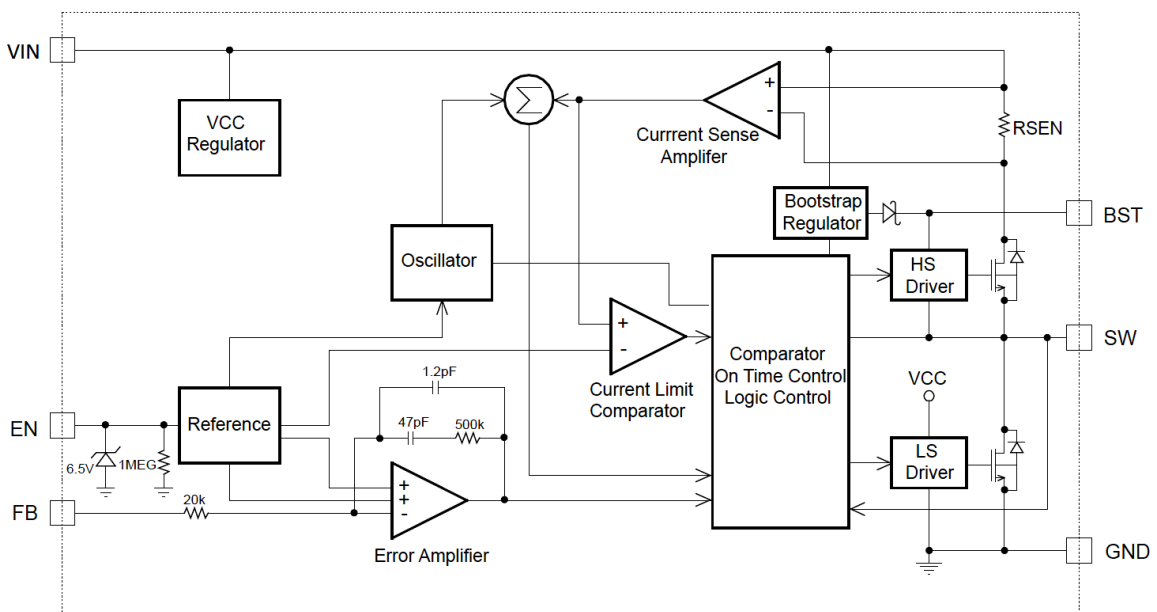 VIN
VCC
Regulator
Σ
+
-
Currrent Sense
Amplifer
RSEN
Bootstrap
Regulator
BST
Oscillator
HS
Driver
+
-
Current Limit
Comparator
Comparator
On Time Control
Logic Control
SW
VCC
1.2pF
47pF
500k
EN
Reference
6.5V
1MEG
LS
Driver
FB
20k
+
+
-
Error Amplifier
GND